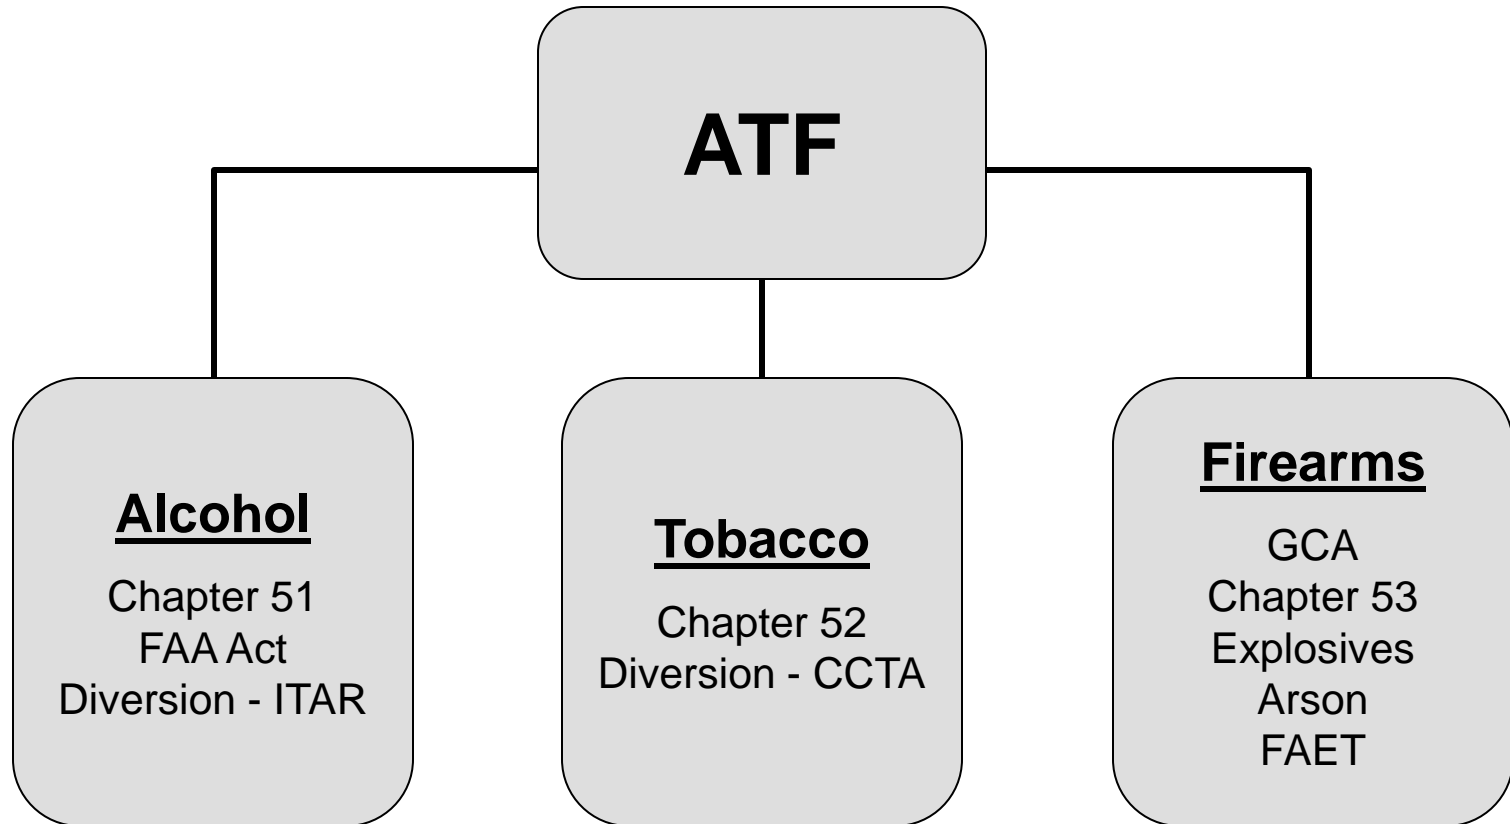 ATF
Alcohol
Chapter 51
FAA Act
Diversion - ITAR
Tobacco
Chapter 52
Diversion - CCTA
Firearms
GCA
Chapter 53
Explosives
Arson
FAET